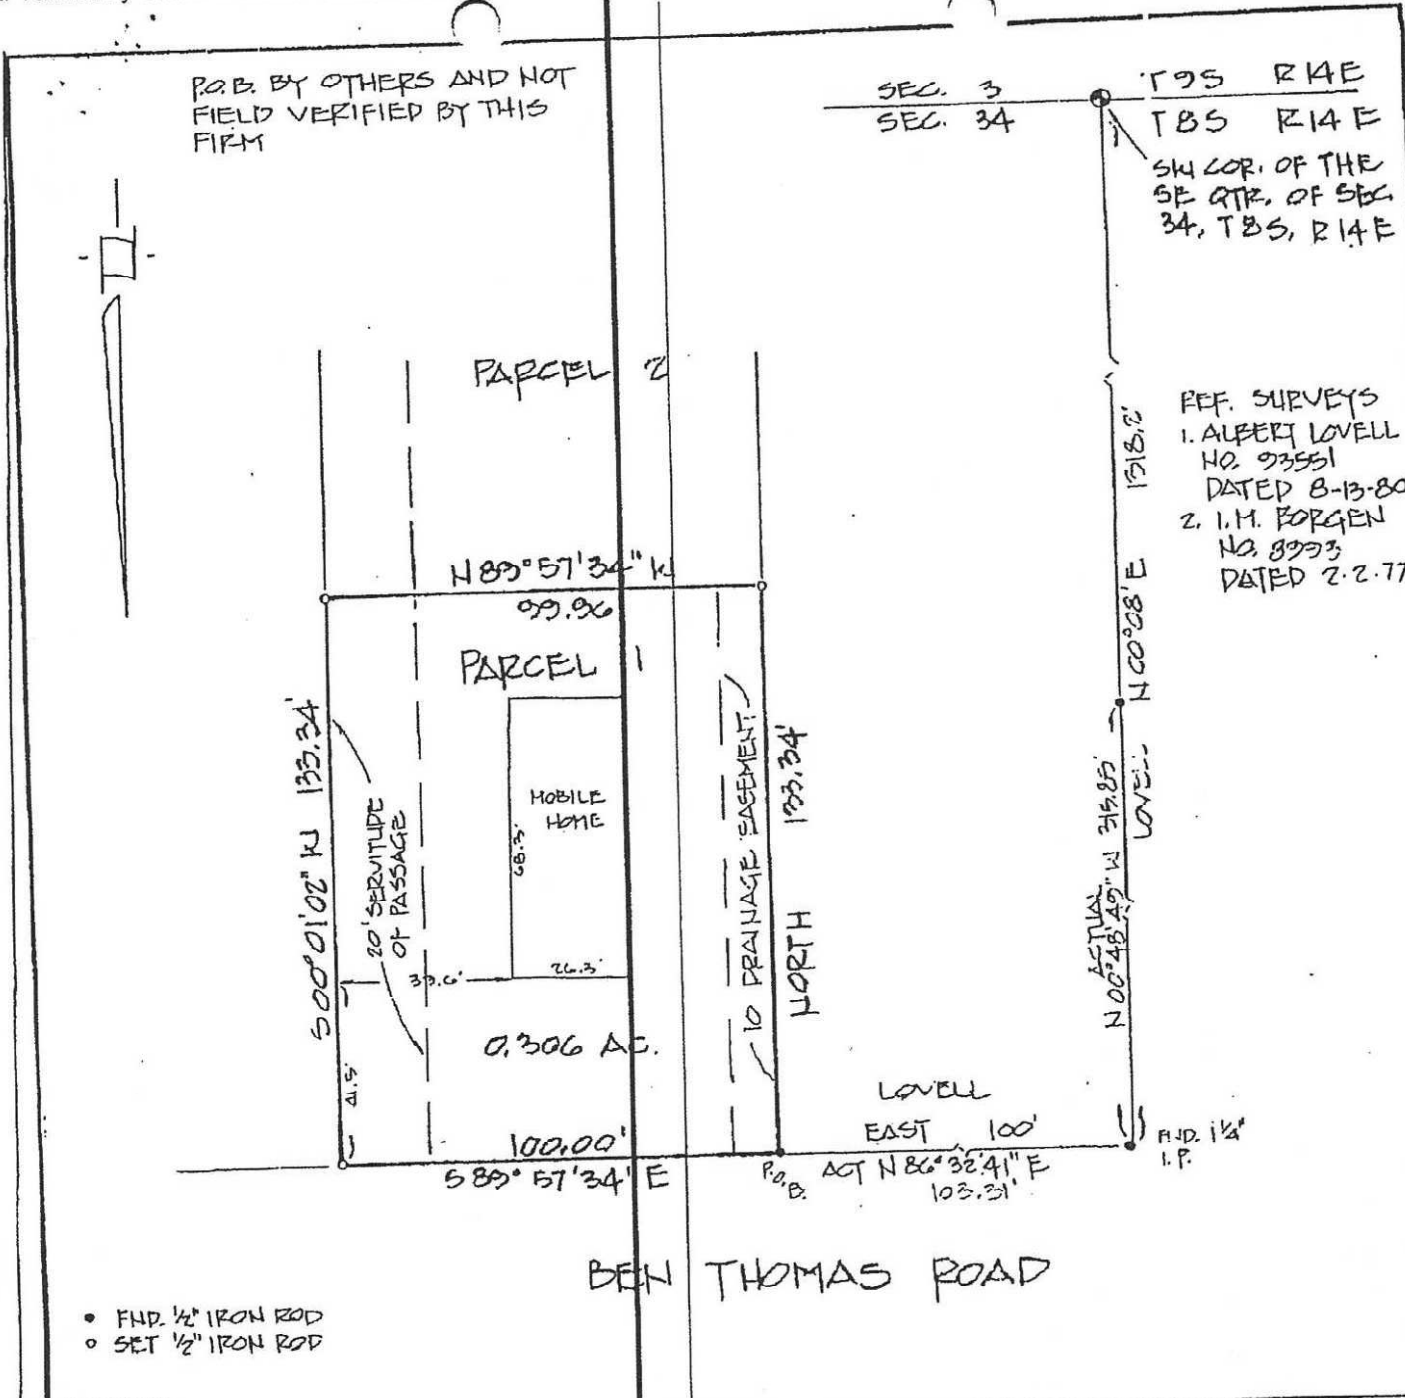 P.O.B. BY OTHERS AND NOT
FIELD VERIFIED BY THIS
FIRM
SEC. 3
SEC. 34
T9S R14E
T8S R14E
SW COR. OF THE
SE QTR. OF SEC
34, T8S, R14E
PARCEL 2
REF. SURVEYS
1. ALBERT LOVELL
NO. 93551
DATED 8-13-80
2. I.M. BORGEN
NO. 8993
DATED 2.2.77
1318.2'
N 00°08' E
N 89°57'34" W
99.96
PARCEL 1
S 00°01'02" W 133.34'
20' SERVITUDE
OF PASSAGE
MOBILE
HOME
68.3'
26.3'
39.6'
41.5'
0.306 AC.
10 DRAINAGE EASEMENT
NORTH 133.34'
LOVELL
ACTUAL
N 00°48'49" W 315.85'
LOVELL
EAST 100'
ACT N 86°32'41" E
103.31'
FND. 1 1/4"
I.P.
P.O.B.
100.00'
S 89°57'34" E
BEN THOMAS ROAD
• FND. 1/2" IRON ROD
○ SET 1/2" IRON ROD